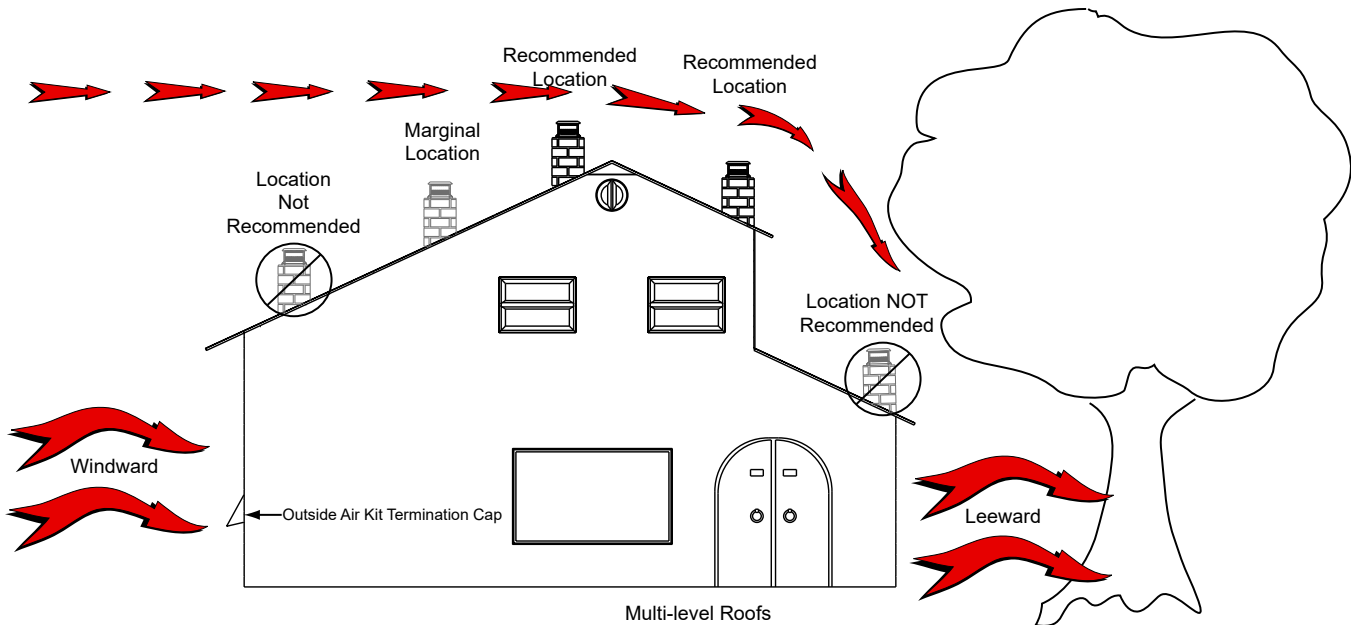 Recommended
Location
Recommended
Location
Marginal
Location
Location
Not
Recommended
Location NOT
Recommended
Windward
Outside Air Kit Termination Cap
Leeward
Multi-level Roofs